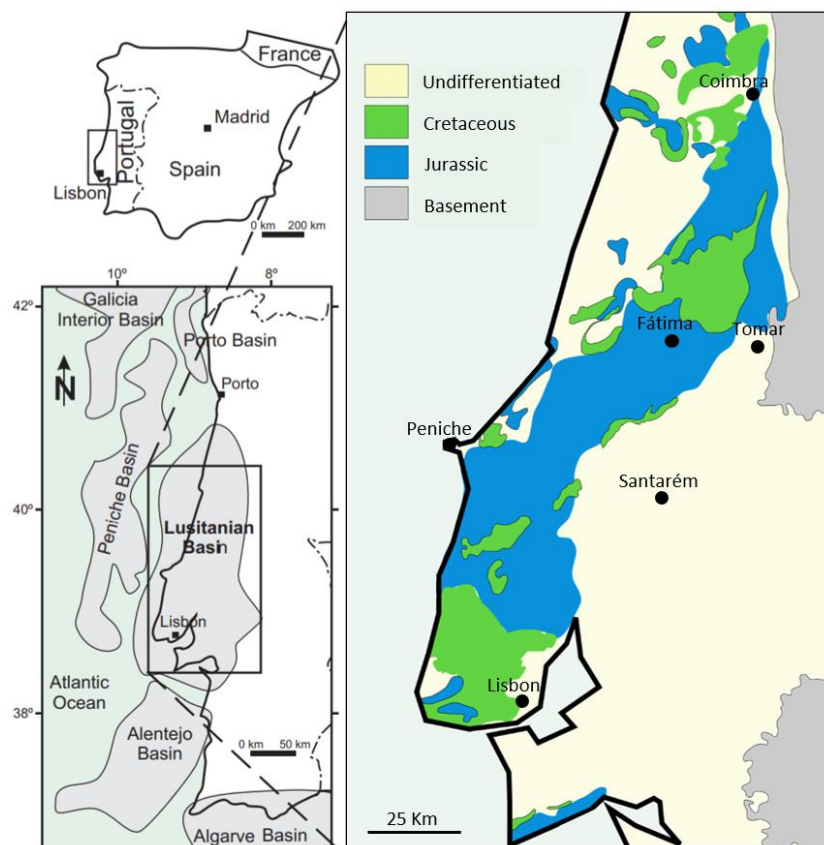 France
Portugal
Madrid
Spain
Lisbon
0 km 200 km
10°
8°
42°
Galicia
Interior Basin
Porto Basin
N
Porto
Peniche Basin
40°
Lusitanian
Basin
Lisbon
Atlantic
Ocean
38°
Alentejo
Basin
0 km 50 km
Algarve Basin
Undifferentiated
Cretaceous
Jurassic
Basement
Coimbra
Fátima
Tomar
Peniche
Santarém
Lisbon
25 Km